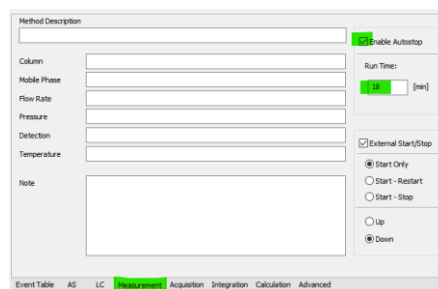 Method Description
Enable Autostop
Column
Run Time:
Mobile Phase
10 [min]
Flow Rate
Pressure
Detection
External Start/Stop
Temperature
Start Only
Note
Start - Restart
Start - Stop
Up
Down
Event Table AS LC Measurement Acquisition Integration Calculation Advanced